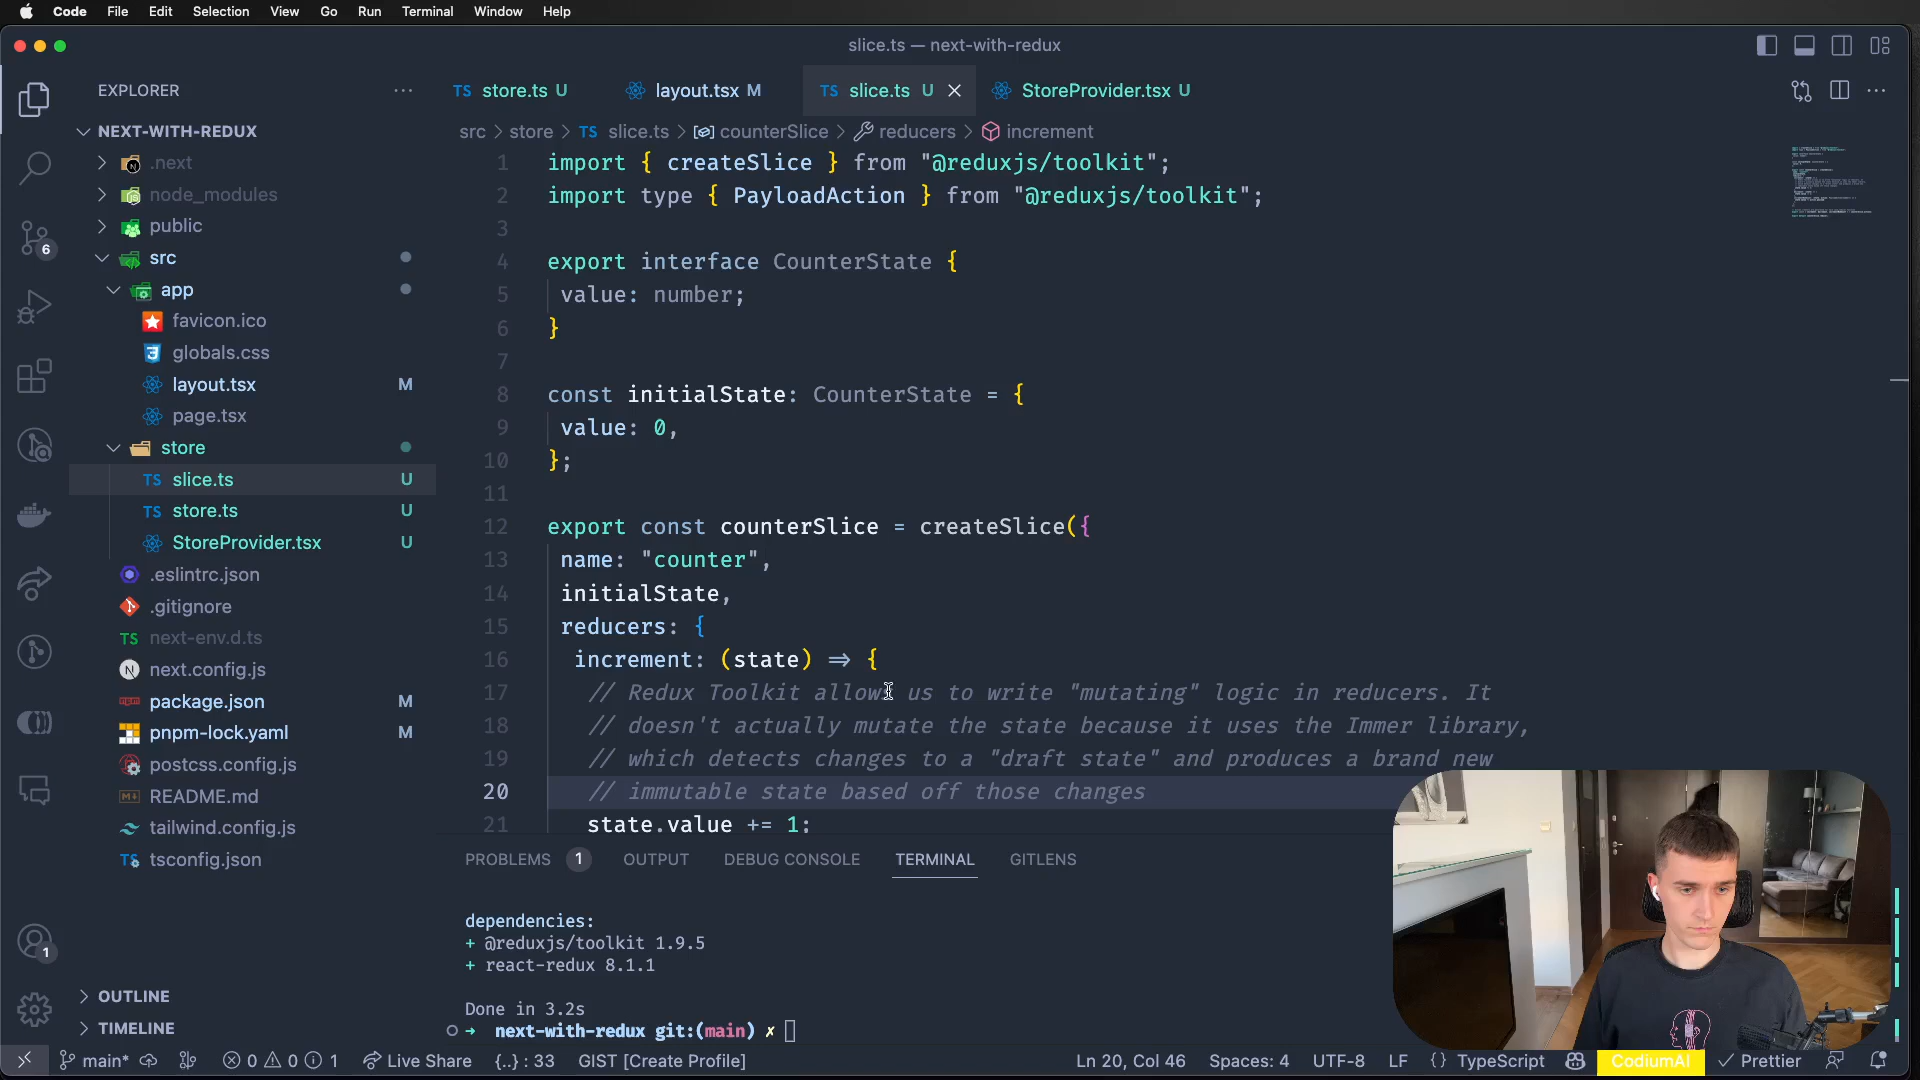 Code File Edit Selection View Go Run Terminal Window Help
slice.ts — next-with-redux
EXPLORER
NEXT-WITH-REDUX
.next
node_modules
public
src
app
favicon.ico
globals.css
layout.tsx M
page.tsx
store
TS slice.ts U
TS store.ts U
StoreProvider.tsx U
.eslintrc.json
.gitignore
TS next-env.d.ts
N next.config.js
package.json M
pnpm-lock.yaml M
postcss.config.js
README.md
tailwind.config.js
TS tsconfig.json
OUTLINE
TIMELINE
6
1
TS store.ts U
layout.tsx M
TS slice.ts U
StoreProvider.tsx U
src > store > TS slice.ts > counterSlice > reducers > increment
1 import { createSlice } from "@reduxjs/toolkit";
2 import type { PayloadAction } from "@reduxjs/toolkit";
3
4 export interface CounterState {
5 value: number;
6 }
7
8 const initialState: CounterState = {
9 value: 0,
10 };
11
12 export const counterSlice = createSlice({
13 name: "counter",
14 initialState,
15 reducers: {
16 increment: (state) => {
17 // Redux Toolkit allows us to write "mutating" logic in reducers. It
18 // doesn't actually mutate the state because it uses the Immer library,
19 // which detects changes to a "draft state" and produces a brand new
20 // immutable state based off those changes
21 state.value += 1;
PROBLEMS 1 OUTPUT DEBUG CONSOLE TERMINAL GITLENS
dependencies:
+ @reduxjs/toolkit 1.9.5
+ react-redux 8.1.1
Done in 3.2s
→ next-with-redux git:(main) ✗
main* 0 0 1 Live Share {..} : 33 GIST [Create Profile] Ln 20, Col 46 Spaces: 4 UTF-8 LF {} TypeScript CodiumAI ✓ Prettier